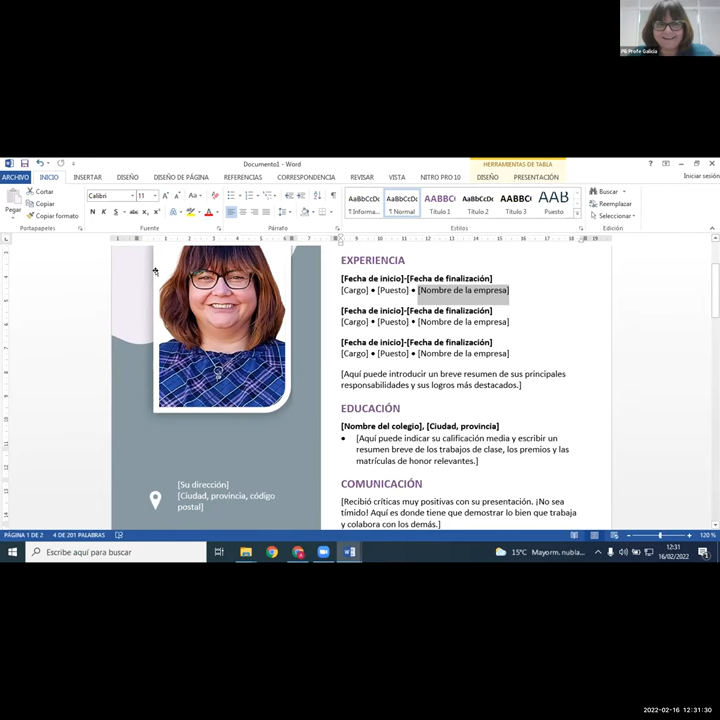 PB Profe Galicia
Documento1 - Word
HERRAMIENTAS DE TABLA
ARCHIVO INICIO INSERTAR DISEÑO DISEÑO DE PÁGINA REFERENCIAS CORRESPONDENCIA REVISAR VISTA NITRO PRO 10 DISEÑO PRESENTACIÓN
Iniciar sesión
Pegar
Cortar
Copiar
Copiar formato
Portapapeles
Calibri 11
Fuente
Párrafo
AaBbCcDc AaBbCcDc AABBC AaBbCcDc AABBCC AAB
¶ Informa... ¶ Normal Título 1 Título 2 Título 3 Puesto
Estilos
Buscar
Reemplazar
Seleccionar
Edición
EXPERIENCIA
[Fecha de inicio]-[Fecha de finalización]
[Cargo] • [Puesto] • [Nombre de la empresa]
[Fecha de inicio]-[Fecha de finalización]
[Cargo] • [Puesto] • [Nombre de la empresa]
[Fecha de inicio]-[Fecha de finalización]
[Cargo] • [Puesto] • [Nombre de la empresa]
[Aquí puede introducir un breve resumen de sus principales
responsabilidades y sus logros más destacados.]
EDUCACIÓN
[Nombre del colegio], [Ciudad, provincia]
• [Aquí puede indicar su calificación media y escribir un
resumen breve de los trabajos de clase, los premios y las
matrículas de honor relevantes.]
COMUNICACIÓN
[Recibió críticas muy positivas con su presentación. ¡No sea
tímido! Aquí es donde tiene que demostrar lo bien que trabaja
y colabora con los demás.]
[Su dirección]
[Ciudad, provincia, código
postal]
PÁGINA 1 DE 2 4 DE 201 PALABRAS
120 %
Escribe aquí para buscar
15°C Mayorm. nubla...
12:31
16/02/2022
2022-02-16 12:31:30